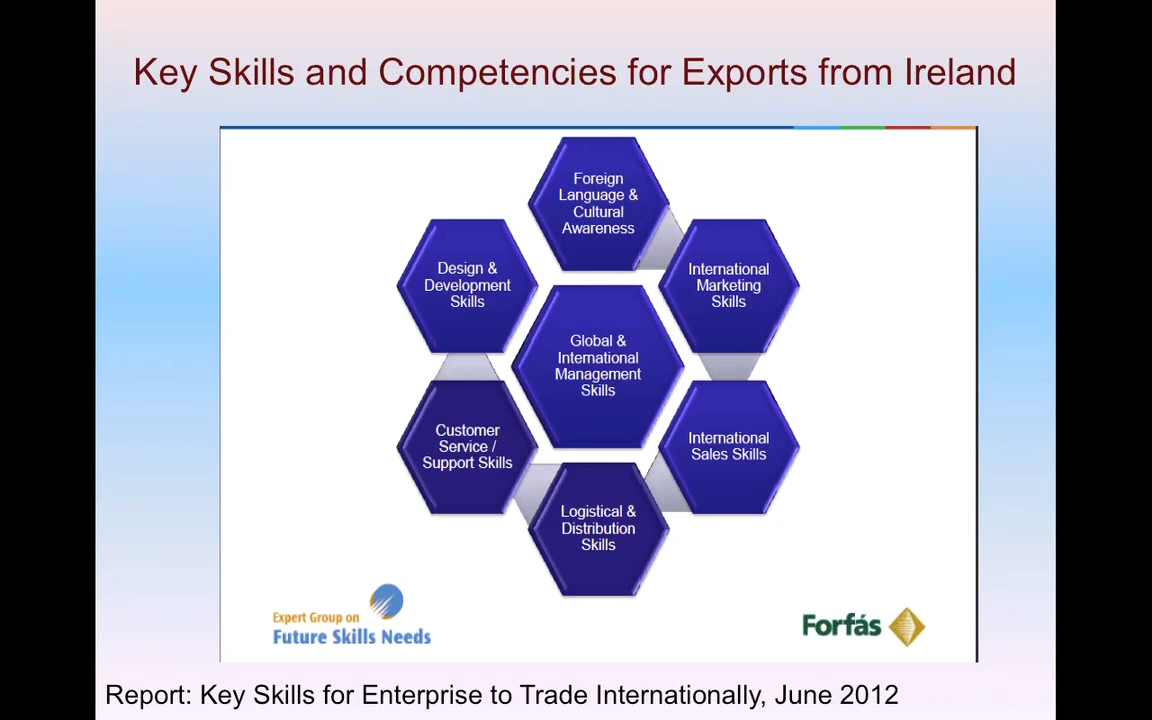 Key Skills and Competencies for Exports from Ireland
Foreign
Language &
Cultural
Awareness
International
Marketing
Skills
International
Sales Skills
Logistical &
Distribution
Skills
Customer
Service /
Support Skills
Design &
Development
Skills
Global &
International
Management
Skills
Expert Group on
Future Skills Needs
Forfás
Report: Key Skills for Enterprise to Trade Internationally, June 2012